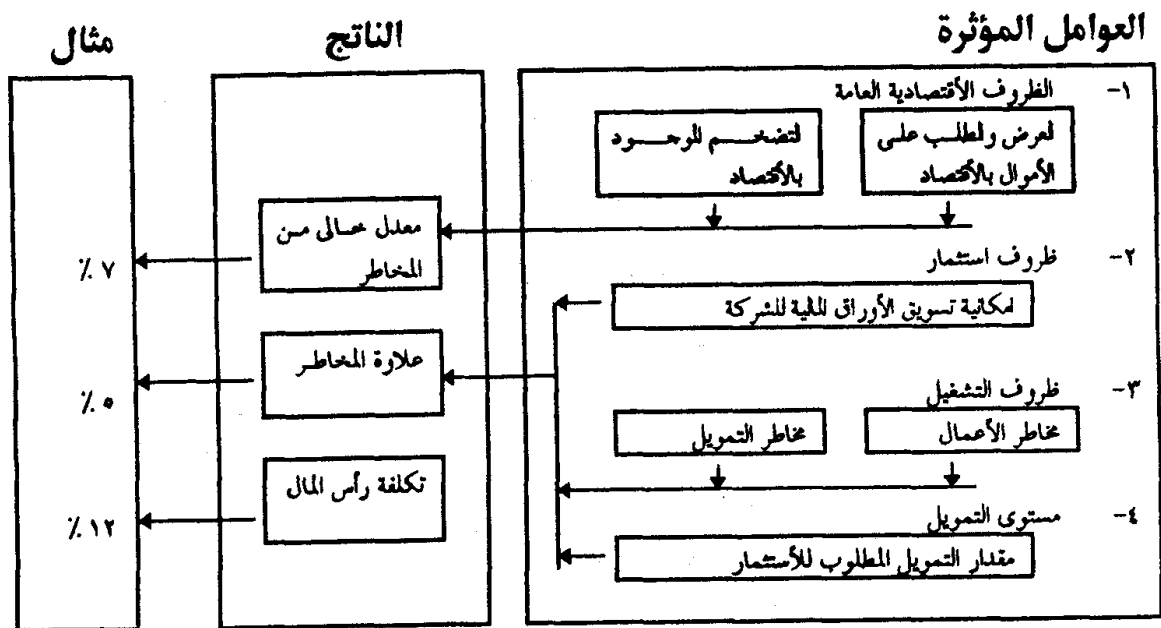 العوامل المؤثرة
الناتج
مثال
١- الظروف الأقتصادية العامة
لعرض ولطلب على
الأموال بالأقتصاد
لتضخم لموجود
بالأقتصاد
معدل خالى من
المخاطر
٧ ٪
٢- ظروف استثمار
امكانية تسويق الأوراق المالية للشركة
علاوة المخاطر
٥ ٪
٣- ظروف التشغيل
مخاطر الأعمال
مخاطر التمويل
تكلفة رأس المال
١٢ ٪
٤- مستوى التمويل
مقدار التمويل المطلوب للأستثمار